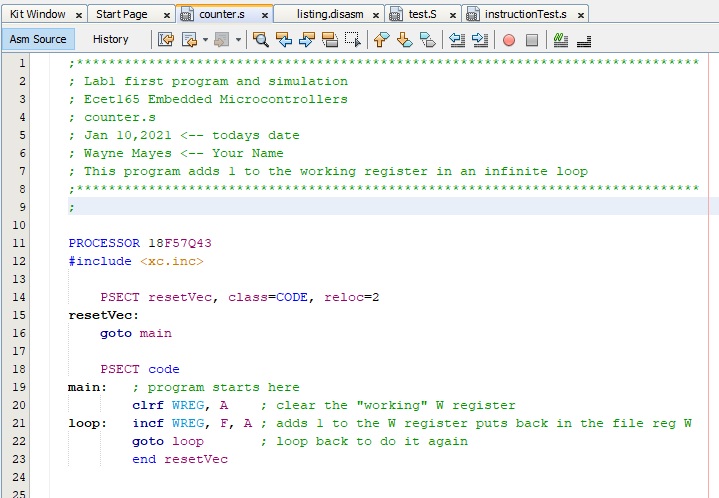 Kit Window x Start Page x counter.s x listing.disasm x test.S x instructionTest.s x
Asm Source History
1 ;******************************************************************************
2 ; Lab1 first program and simulation
3 ; Ecet165 Embedded Microcontrollers
4 ; counter.s
5 ; Jan 10,2021 <-- todays date
6 ; Wayne Mayes <-- Your Name
7 ; This program adds 1 to the working register in an infinite loop
8 ;******************************************************************************
9 ;
10
11 PROCESSOR 18F57Q43
12 #include <xc.inc>
13
14 PSECT resetVec, class=CODE, reloc=2
15 resetVec:
16 goto main
17
18 PSECT code
19 main: ; program starts here
20 clrf WREG, A ; clear the "working" W register
21 loop: incf WREG, F, A ; adds 1 to the W register puts back in the file reg W
22 goto loop ; loop back to do it again
23 end resetVec
24
25